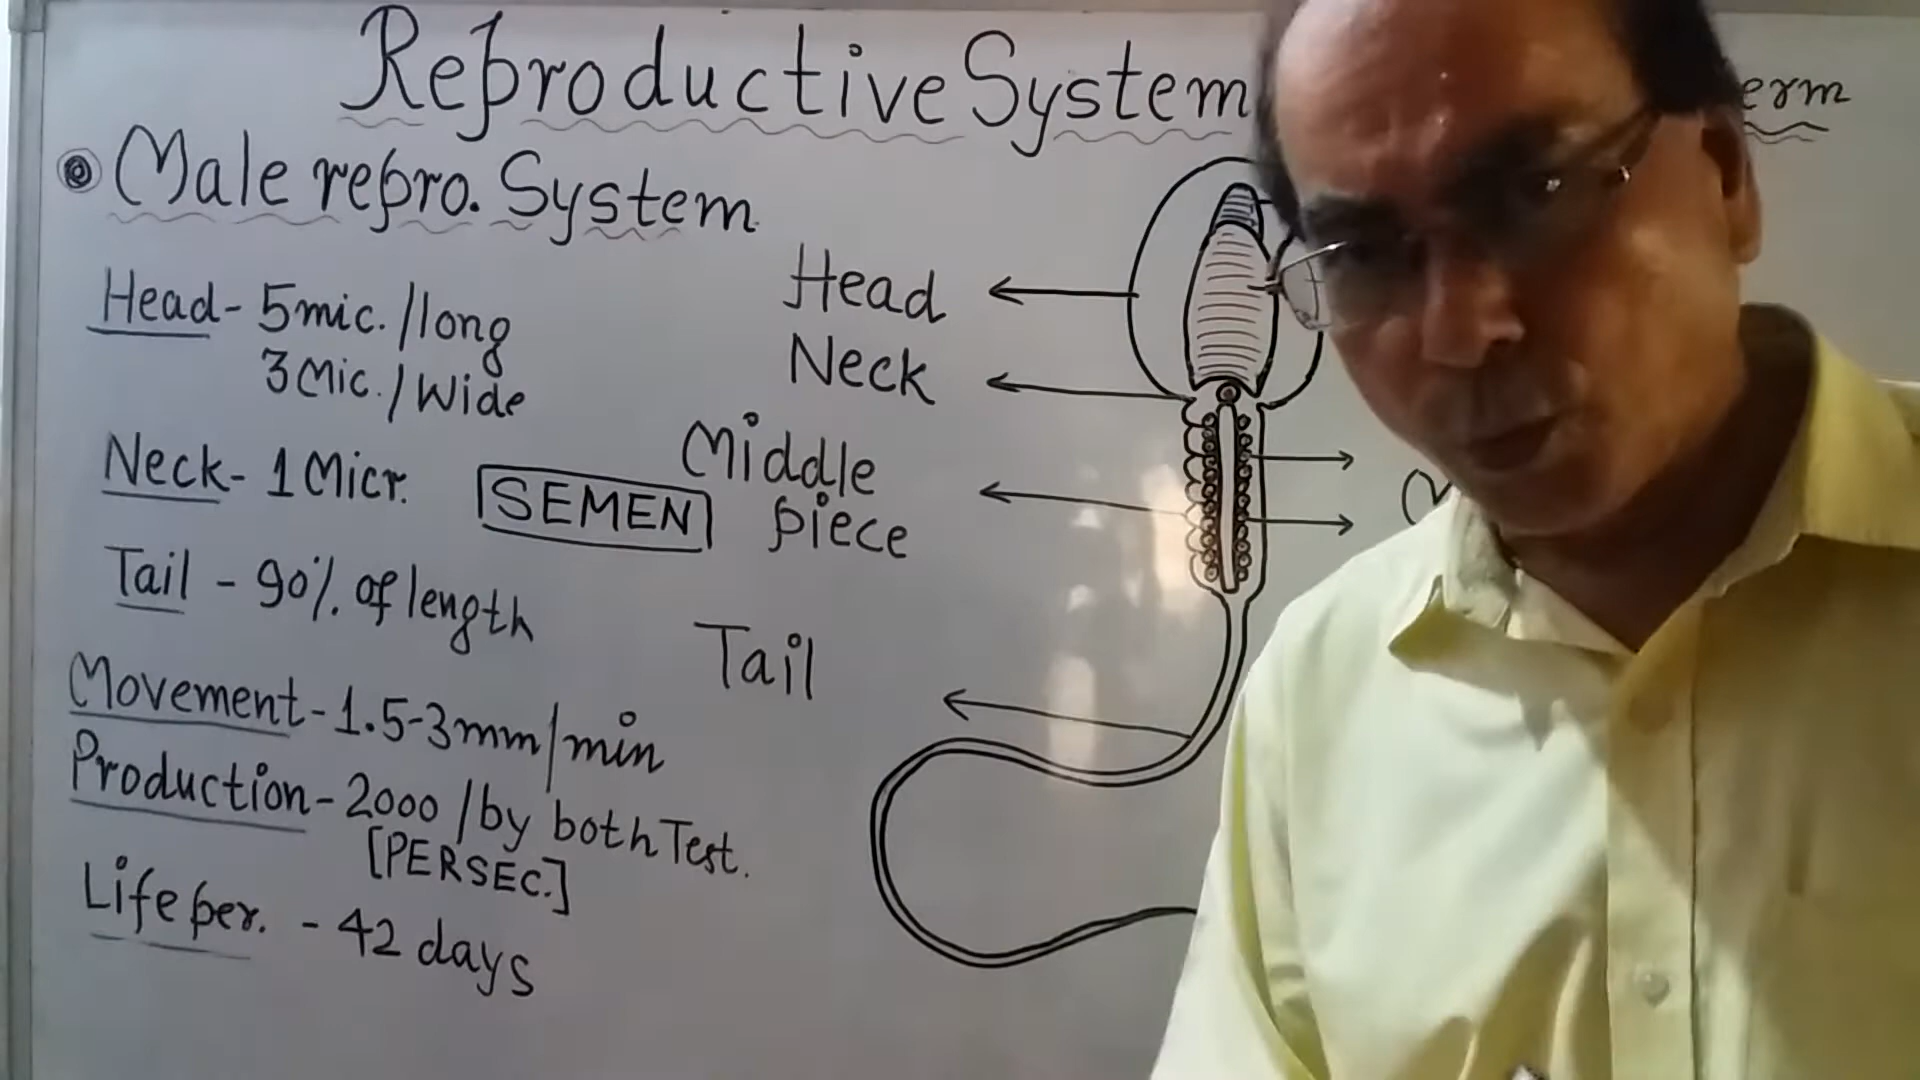 Reproductive System
erm
Male repro. System
Head- 5mic./long
3Mic./Wide
Neck- 1Micr.
SEMEN
Tail - 90%. of length
Movement-1.5-3mm/min
Production- 2000 /by both Test.
[PERSEC.]
Life per. - 42 days
Head
Neck
Middle
piece
Tail